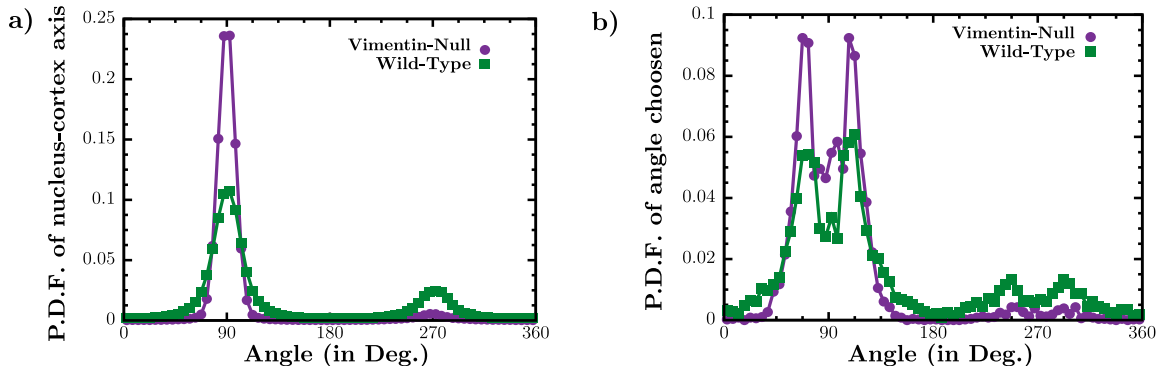 a)
P.D.F. of nucleus-cortex axis
0.25
0.2
0.15
0.1
0.05
0
Vimentin-Null
Wild-Type
0 90 180 270 360
Angle (in Deg.)
b)
P.D.F. of angle choosen
0.1
0.08
0.06
0.04
0.02
0
Vimentin-Null
Wild-Type
0 90 180 270 360
Angle (in Deg.)